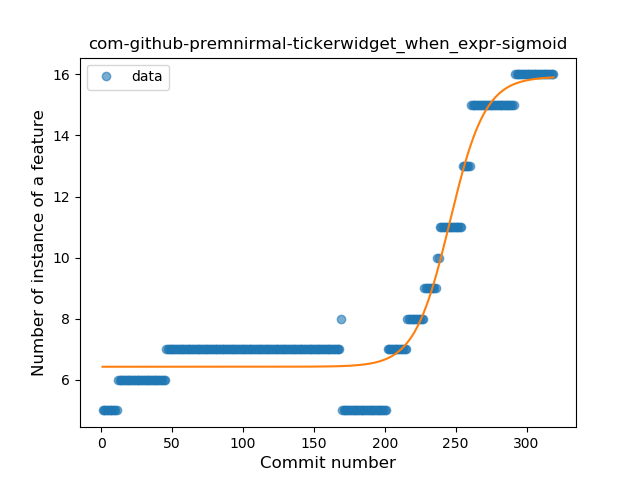 com-github-premnirmal-tickerwidget_when_expr-sigmoid
data
Number of instance of a feature
16
14
12
10
8
6
0 50 100 150 200 250 300
Commit number